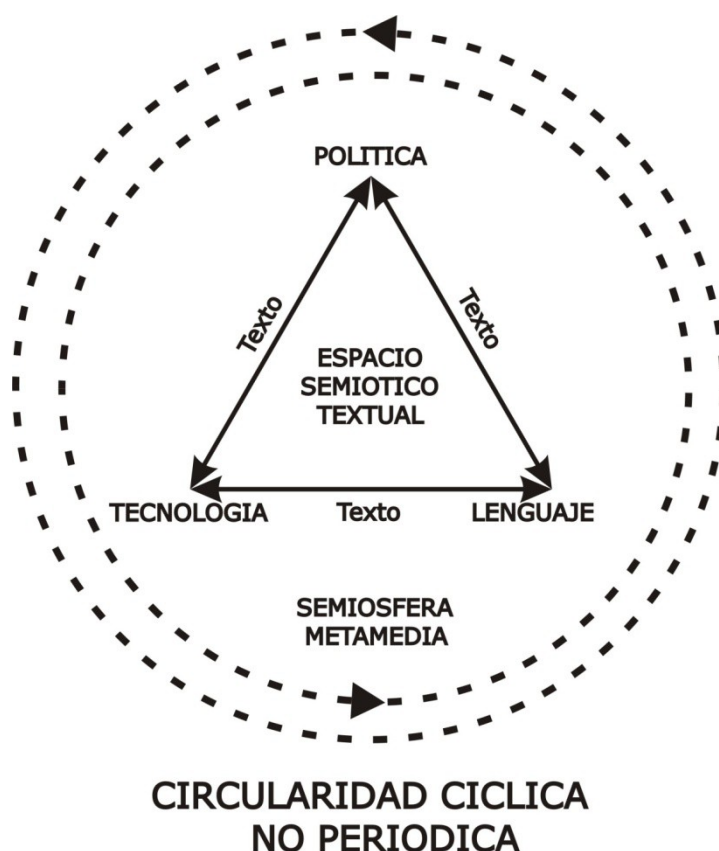 POLITICA
Texto
Texto
ESPACIO
SEMIOTICO
TEXTUAL
TECNOLOGIA
Texto
LENGUAJE
SEMIOSFERA
METAMEDIA
CIRCULARIDAD CICLICA
NO PERIODICA